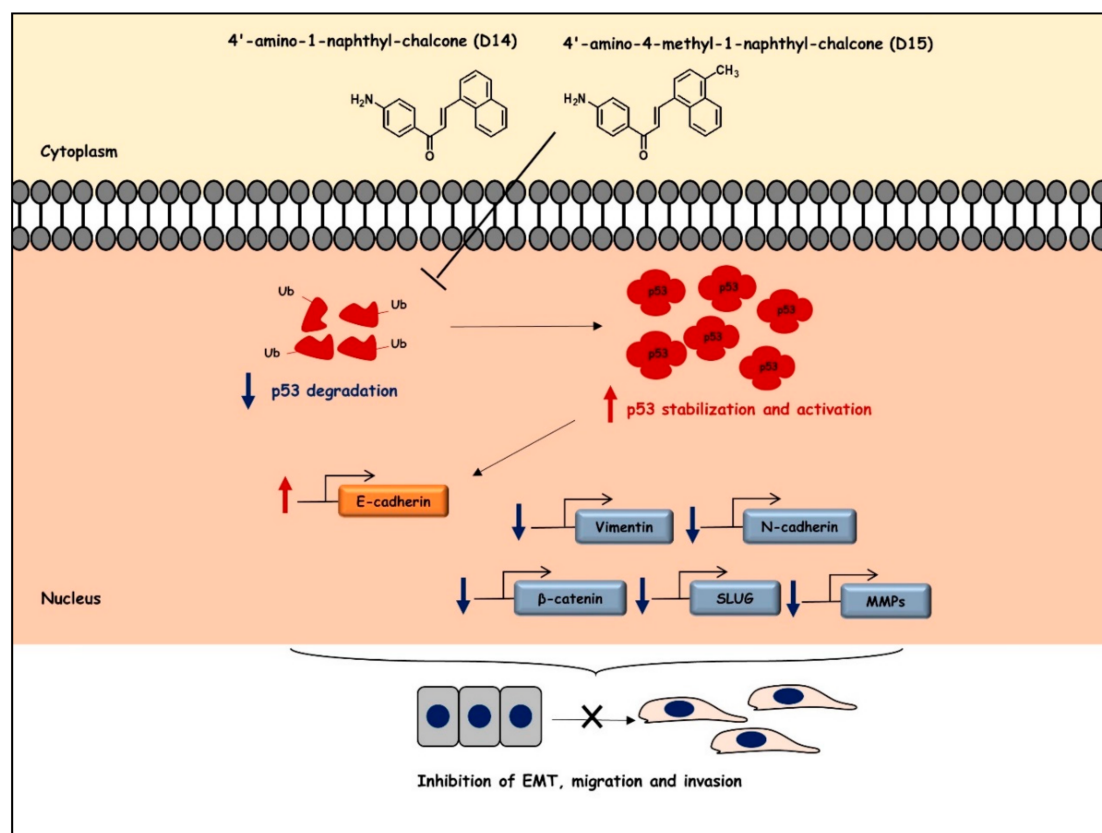 4'-amino-1-naphthyl-chalcone (D14)
4'-amino-4-methyl-1-naphthyl-chalcone (D15)
H₂N
O
H₂N
CH₃
O
Cytoplasm
Ub
Ub
Ub
Ub
p53 degradation
p53
p53
p53
p53
p53
p53
p53 stabilization and activation
E-cadherin
Vimentin
N-cadherin
Nucleus
β-catenin
SLUG
MMPs
Inhibition of EMT, migration and invasion